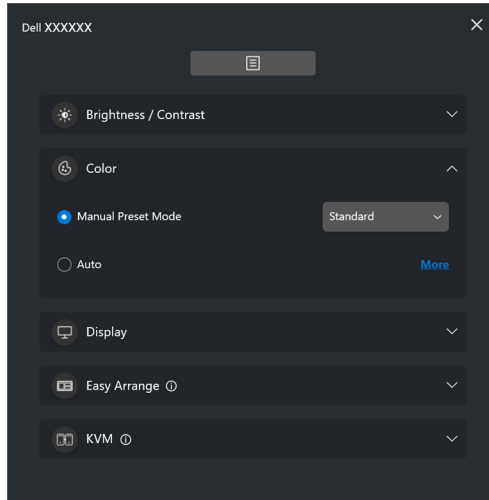 Dell XXXXXX
Brightness / Contrast
Color
Manual Preset Mode Standard
Auto More
Display
Easy Arrange
KVM